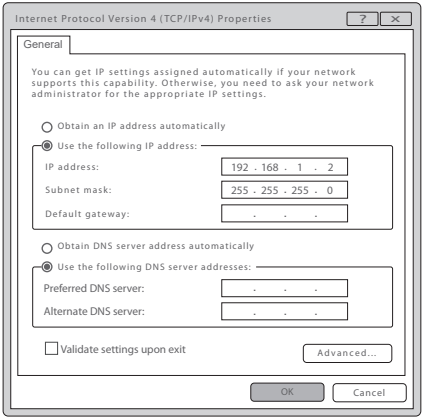 Internet Protocol Version 4 (TCP/IPv4) Properties ? ×
General
You can get IP settings assigned automatically if your network
supports this capability. Otherwise, you need to ask your network
administrator for the appropriate IP settings.
Obtain an IP address automatically
Use the following IP address:
IP address: 192 . 168 . 1 . 2
Subnet mask: 255 . 255 . 255 . 0
Default gateway: . . .
Obtain DNS server address automatically
Use the following DNS server addresses:
Preferred DNS server: . . .
Alternate DNS server: . . .
Validate settings upon exit
Advanced...
OK Cancel